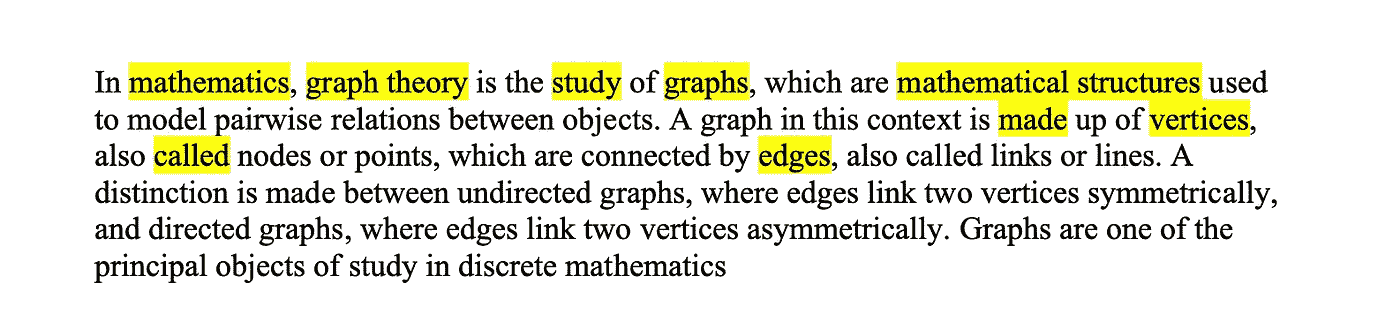 In mathematics, graph theory is the study of graphs, which are mathematical structures used
to model pairwise relations between objects. A graph in this context is made up of vertices,
also called nodes or points, which are connected by edges, also called links or lines. A
distinction is made between undirected graphs, where edges link two vertices symmetrically,
and directed graphs, where edges link two vertices asymmetrically. Graphs are one of the
principal objects of study in discrete mathematics